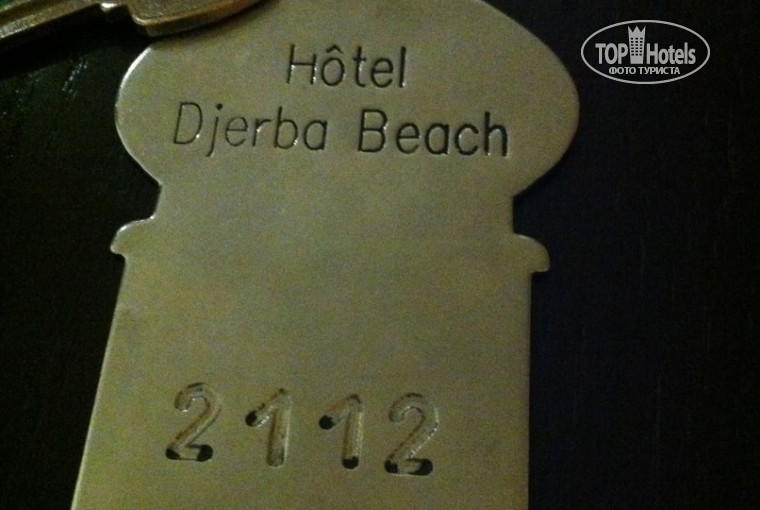 TOP Hotels
ФОТО ТУРИСТА
Hôtel
Djerba Beach
2112